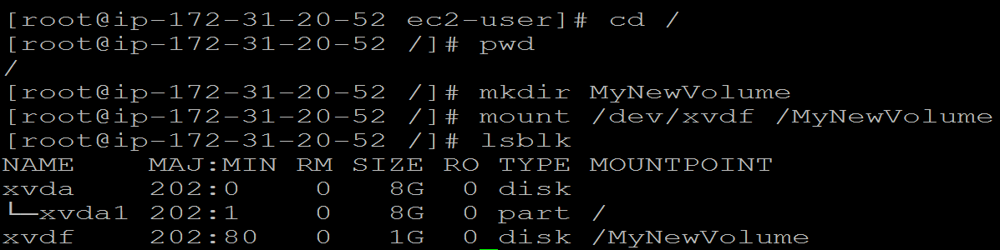 [root@ip-172-31-20-52 ec2-user]# cd /
[root@ip-172-31-20-52 /]# pwd
/
[root@ip-172-31-20-52 /]# mkdir MyNewVolume
[root@ip-172-31-20-52 /]# mount /dev/xvdf /MyNewVolume
[root@ip-172-31-20-52 /]# lsblk
NAME    MAJ:MIN RM SIZE RO TYPE MOUNTPOINT
xvda    202:0    0   8G  0 disk
└─xvda1 202:1    0   8G  0 part /
xvdf    202:80   0   1G  0 disk /MyNewVolume